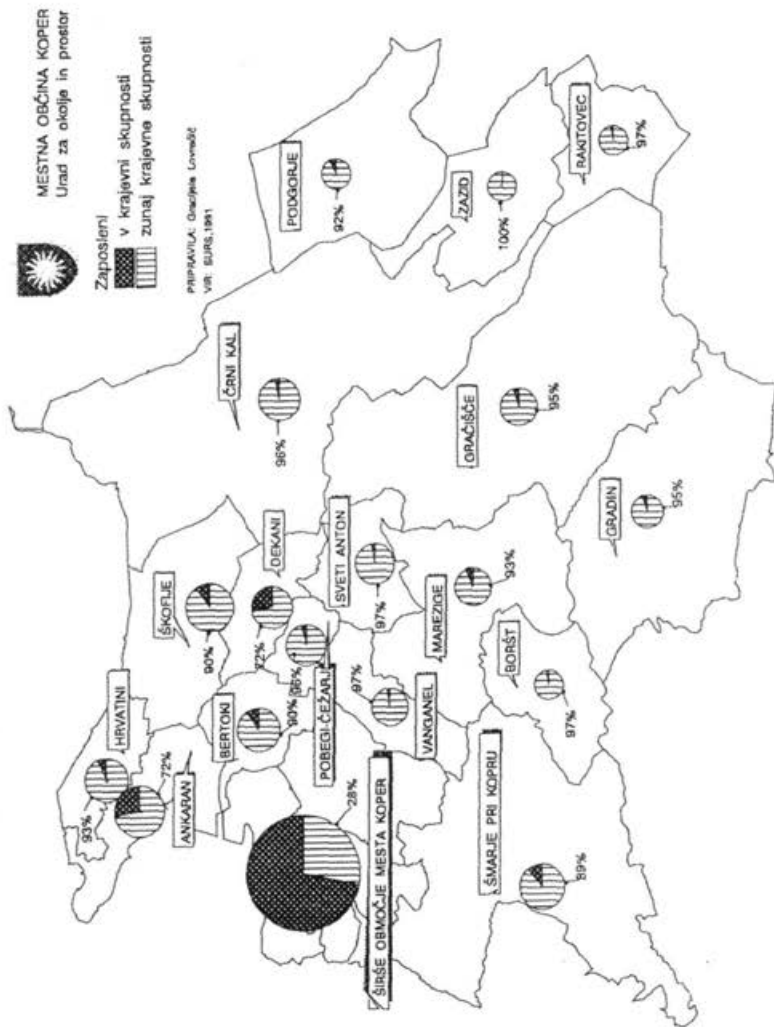 MESTNA OBČINA KOPER
Urad za okolje in prostor
Zaposleni
v krajevni skupnosti
zunaj krajevne skupnosti
PRIPRAVILA: Gracijela Lovrečič
VIR: SURS,1991
HRVATINI
93%
ANKARAN
72%
ŠKOFIJE
90%
BERTOKI
90%
DEKANI
72%
POBEGI-ČEŽARJI
96%
ČRNI KAL
96%
PODGORJE
92%
ZAZID
100%
RAKITOVEC
97%
SVETI ANTON
97%
VANGANEL
97%
MAREZIGE
93%
GRAČIŠČE
95%
GRADIN
95%
BORŠT
97%
ŠIRŠE OBMOČJE MESTA KOPER
28%
ŠMARJE PRI KOPRU
89%